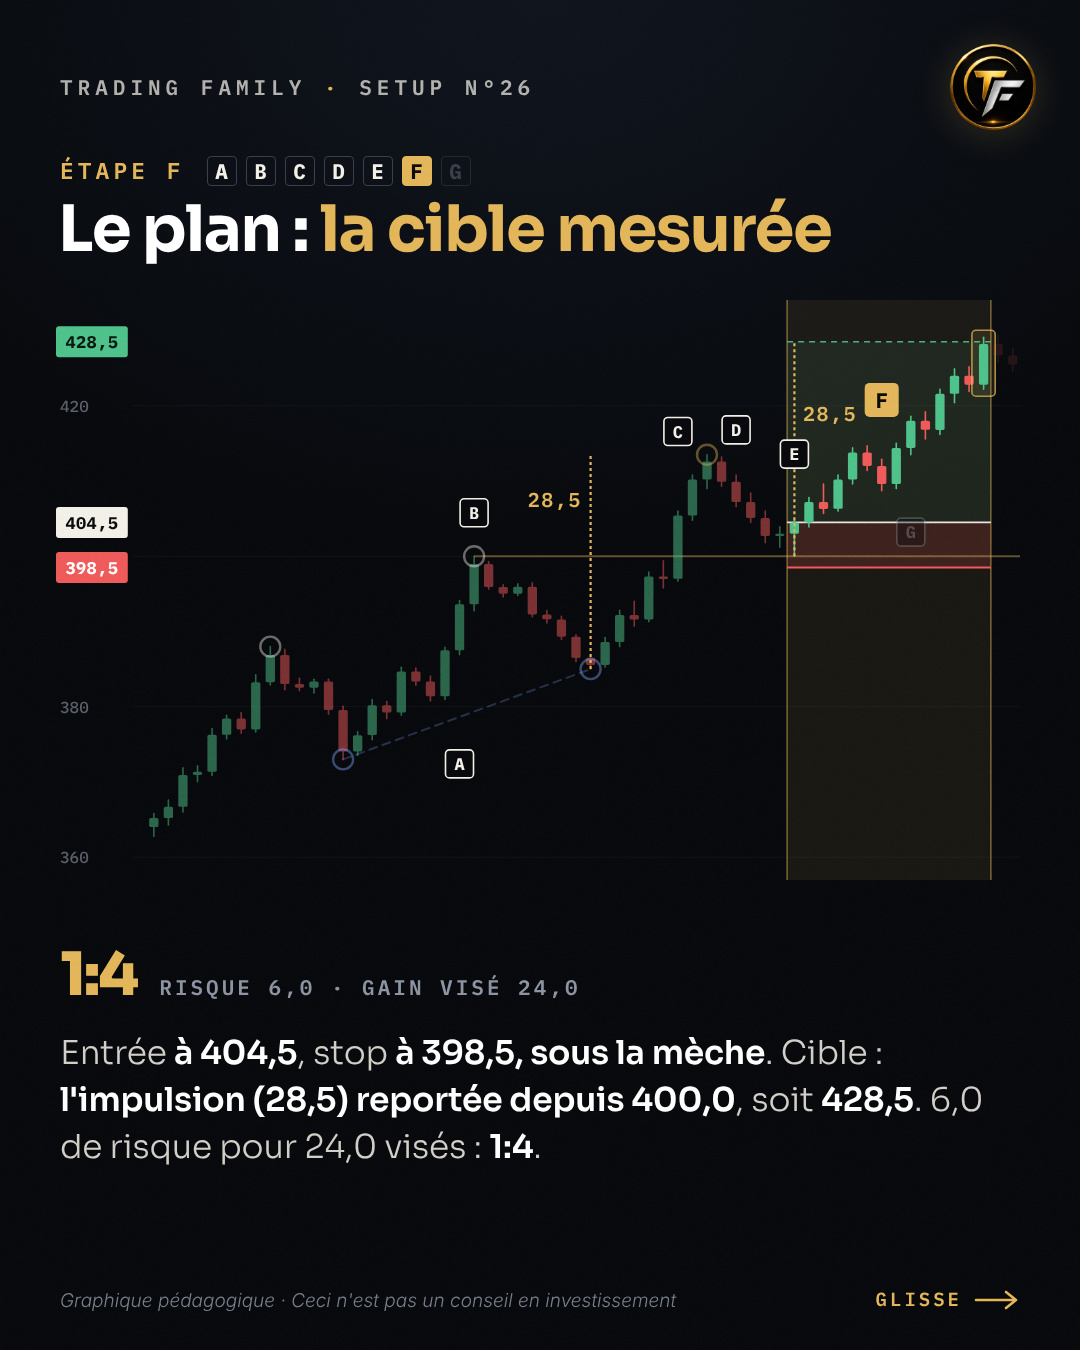 TRADING FAMILY · SETUP N°26
TF
ÉTAPE F A B C D E F G
Le plan : la cible mesurée
428,5
420
404,5
398,5
380
360
A
B
28,5
C
D
E
28,5
F
G
1:4 RISQUE 6,0 · GAIN VISÉ 24,0
Entrée à 404,5, stop à 398,5, sous la mèche. Cible :
l'impulsion (28,5) reportée depuis 400,0, soit 428,5. 6,0
de risque pour 24,0 visés : 1:4.
Graphique pédagogique · Ceci n'est pas un conseil en investissement
GLISSE →